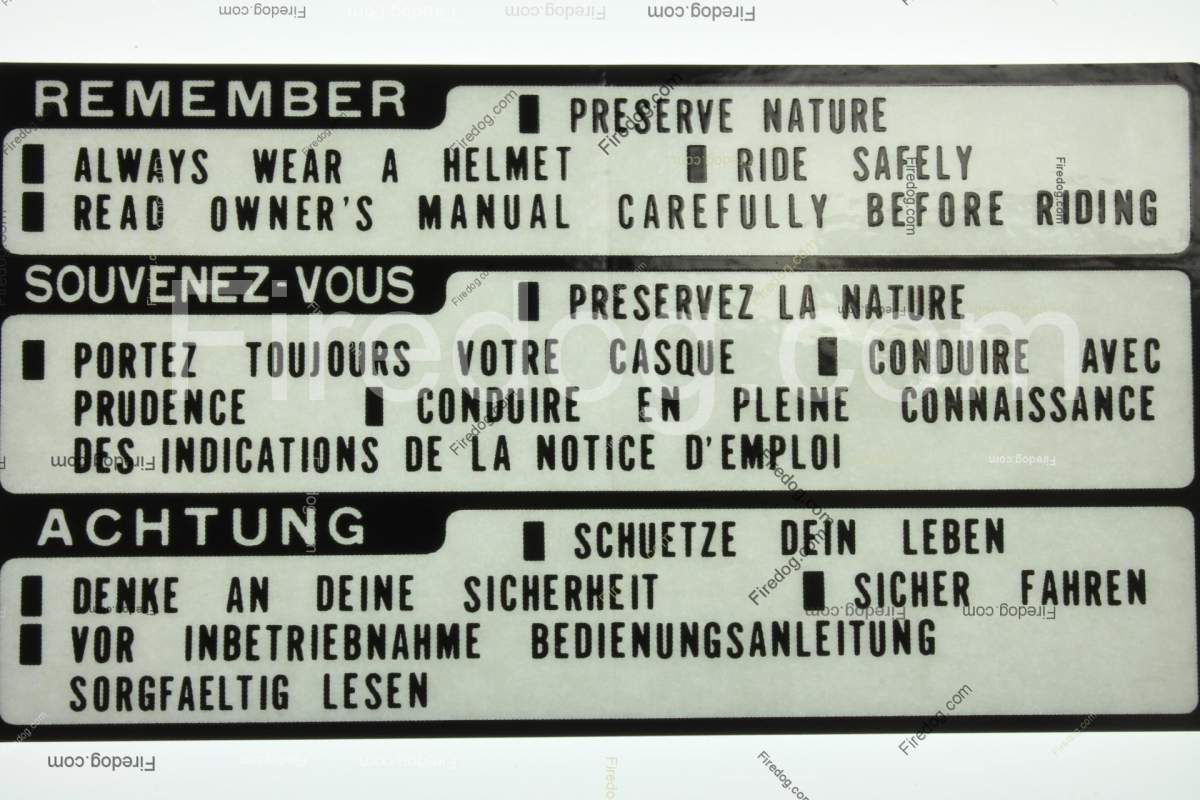 REMEMBER
PRESERVE NATURE
ALWAYS WEAR A HELMET RIDE SAFELY
READ OWNER'S MANUAL CAREFULLY BEFORE RIDING
SOUVENEZ-VOUS
PRESERVEZ LA NATURE
PORTEZ TOUJOURS VOTRE CASQUE CONDUIRE AVEC
PRUDENCE CONDUIRE EN PLEINE CONNAISSANCE
DES INDICATIONS DE LA NOTICE D'EMPLOI
ACHTUNG
SCHUETZE DEIN LEBEN
DENKE AN DEINE SICHERHEIT SICHER FAHREN
VOR INBETRIEBNAHME BEDIENUNGSANLEITUNG
SORGFAELTIG LESEN
Firedog.com